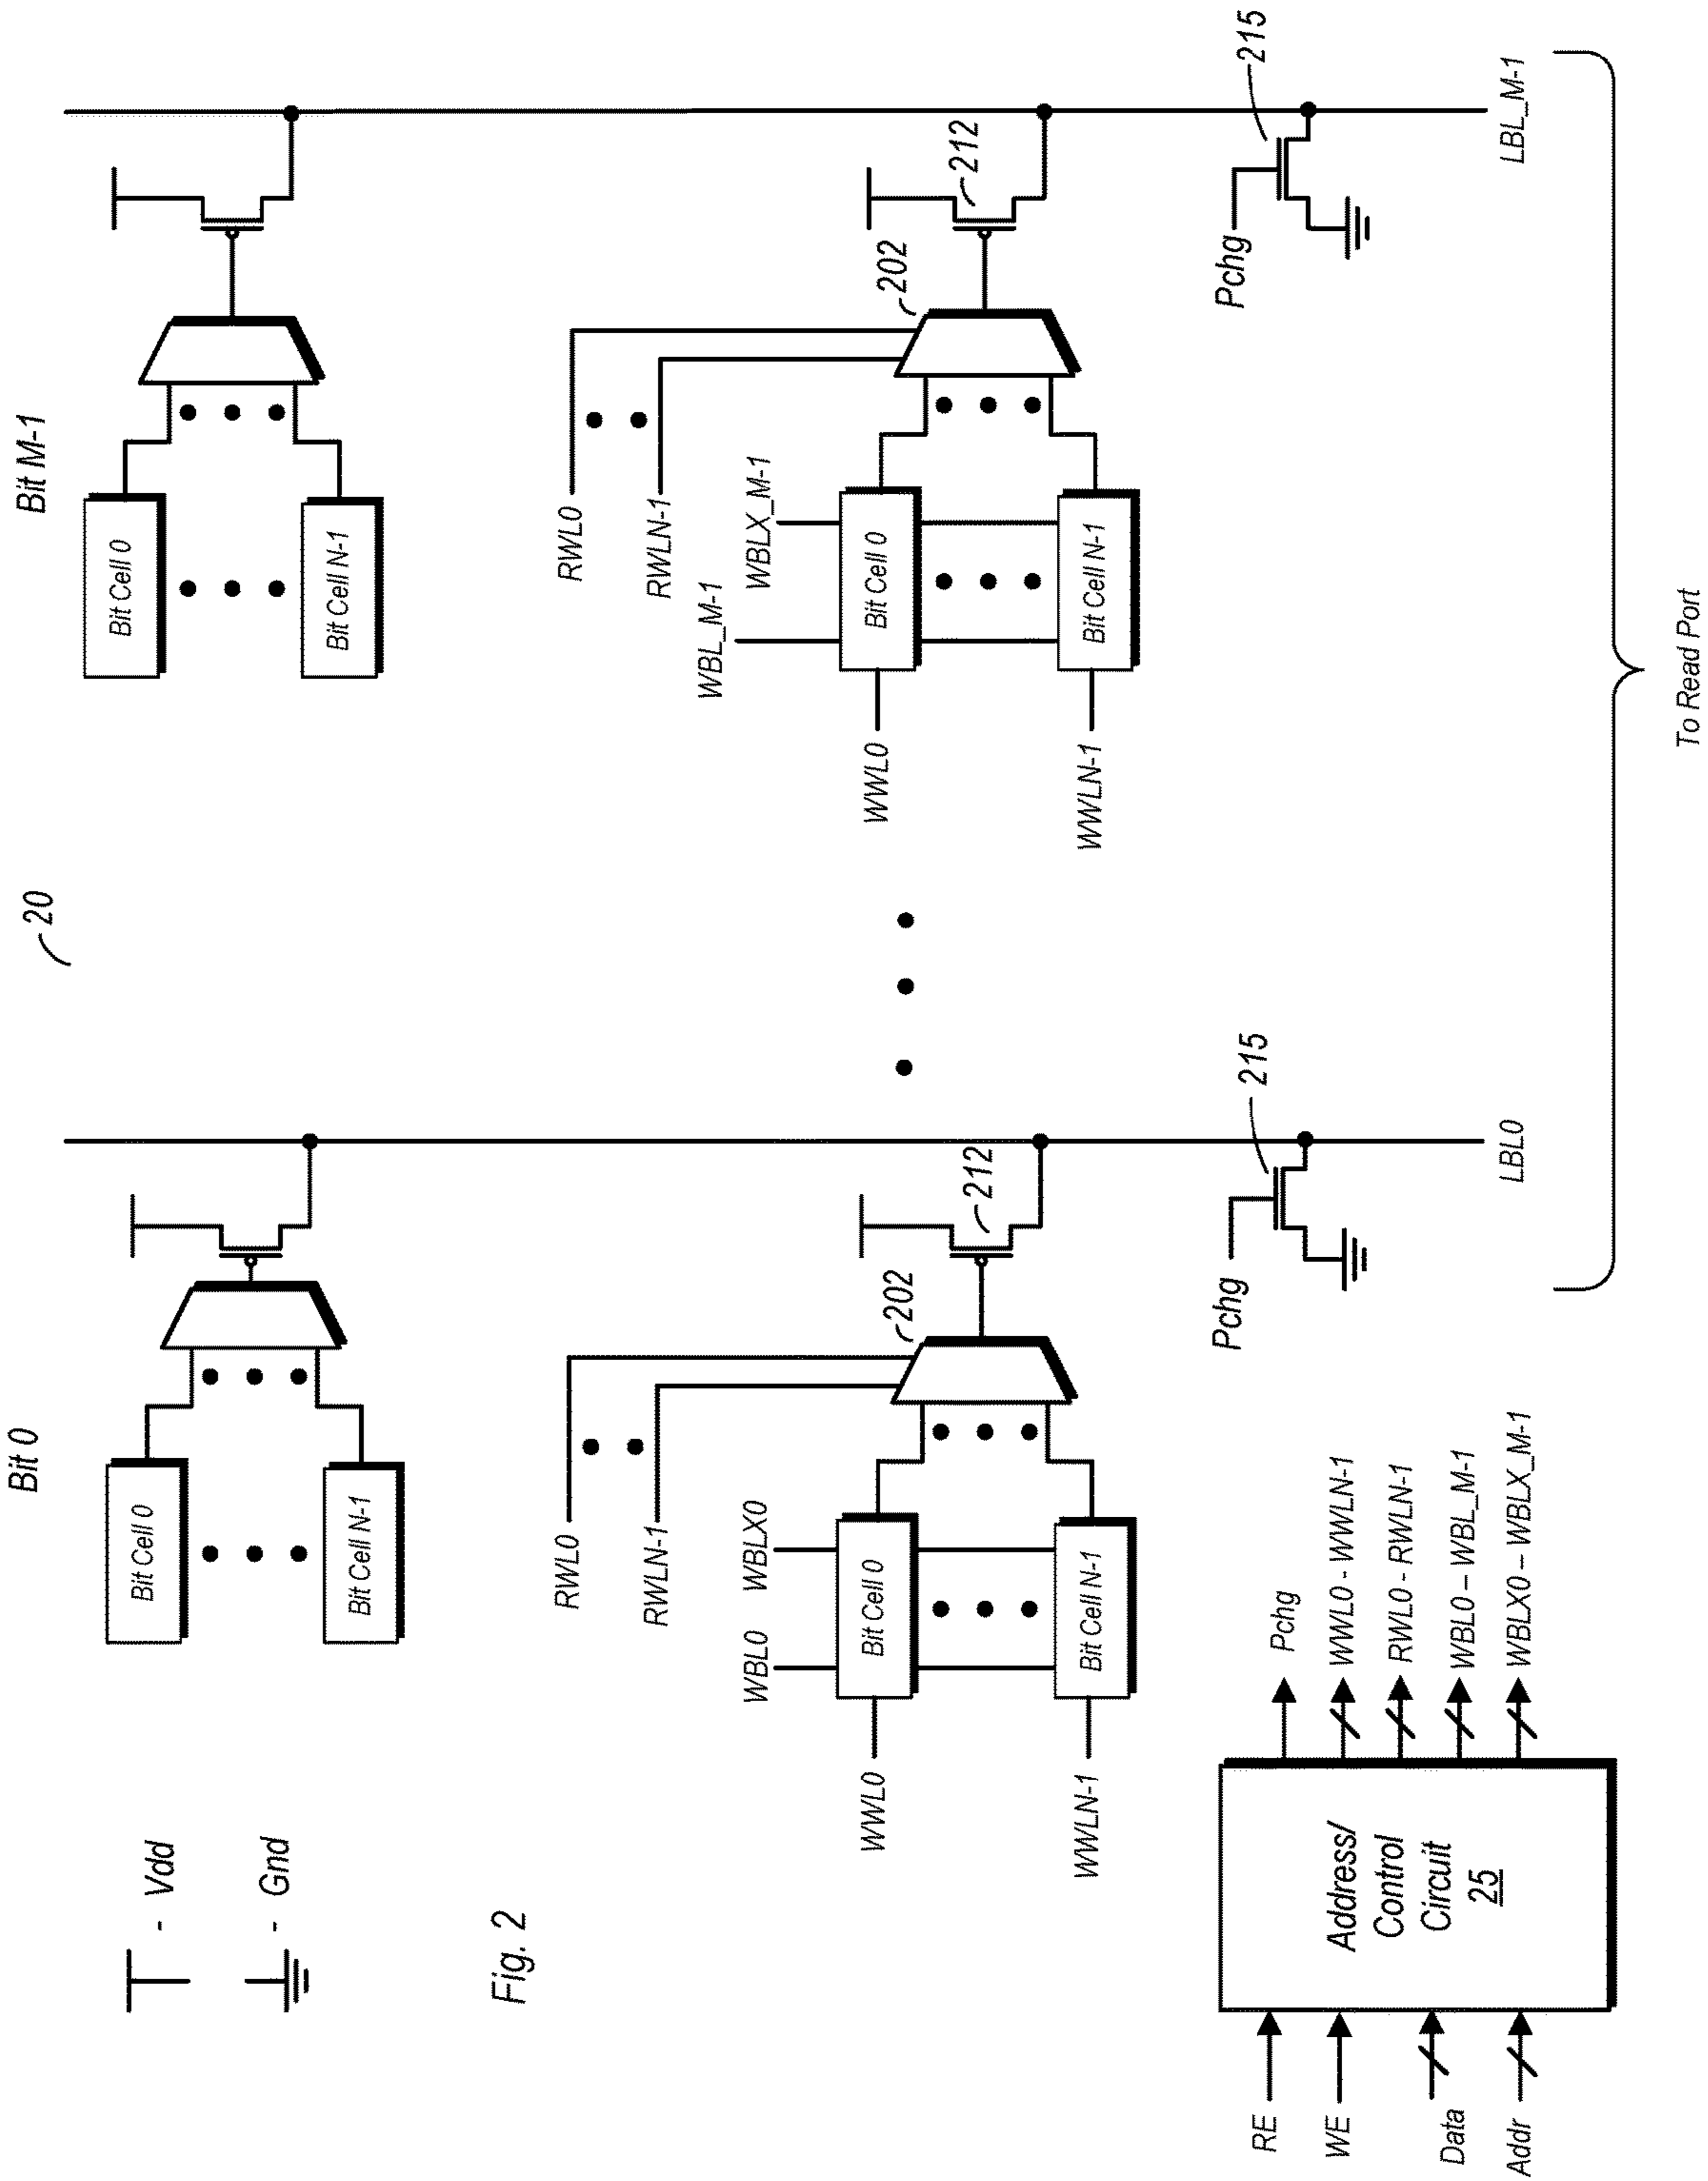 20
Bit 0
Bit M-1
- Vdd
- Gnd
Fig. 2
Bit Cell 0
Bit Cell N-1
Bit Cell 0
Bit Cell N-1
RWL0
RWLN-1
WBL0
WBLX0
WWL0
Bit Cell 0
WWLN-1
Bit Cell N-1
202
212
RWL0
RWLN-1
WBL_M-1
WBLX_M-1
WWL0
Bit Cell 0
WWLN-1
Bit Cell N-1
202
212
Pchg
215
Pchg
215
LBL0
LBL_M-1
To Read Port
RE
WE
Data
Addr
Address/
Control
Circuit
25
Pchg
WWL0 - WWLN-1
RWL0 - RWLN-1
WBL0 – WBL_M-1
WBLX0 – WBLX_M-1